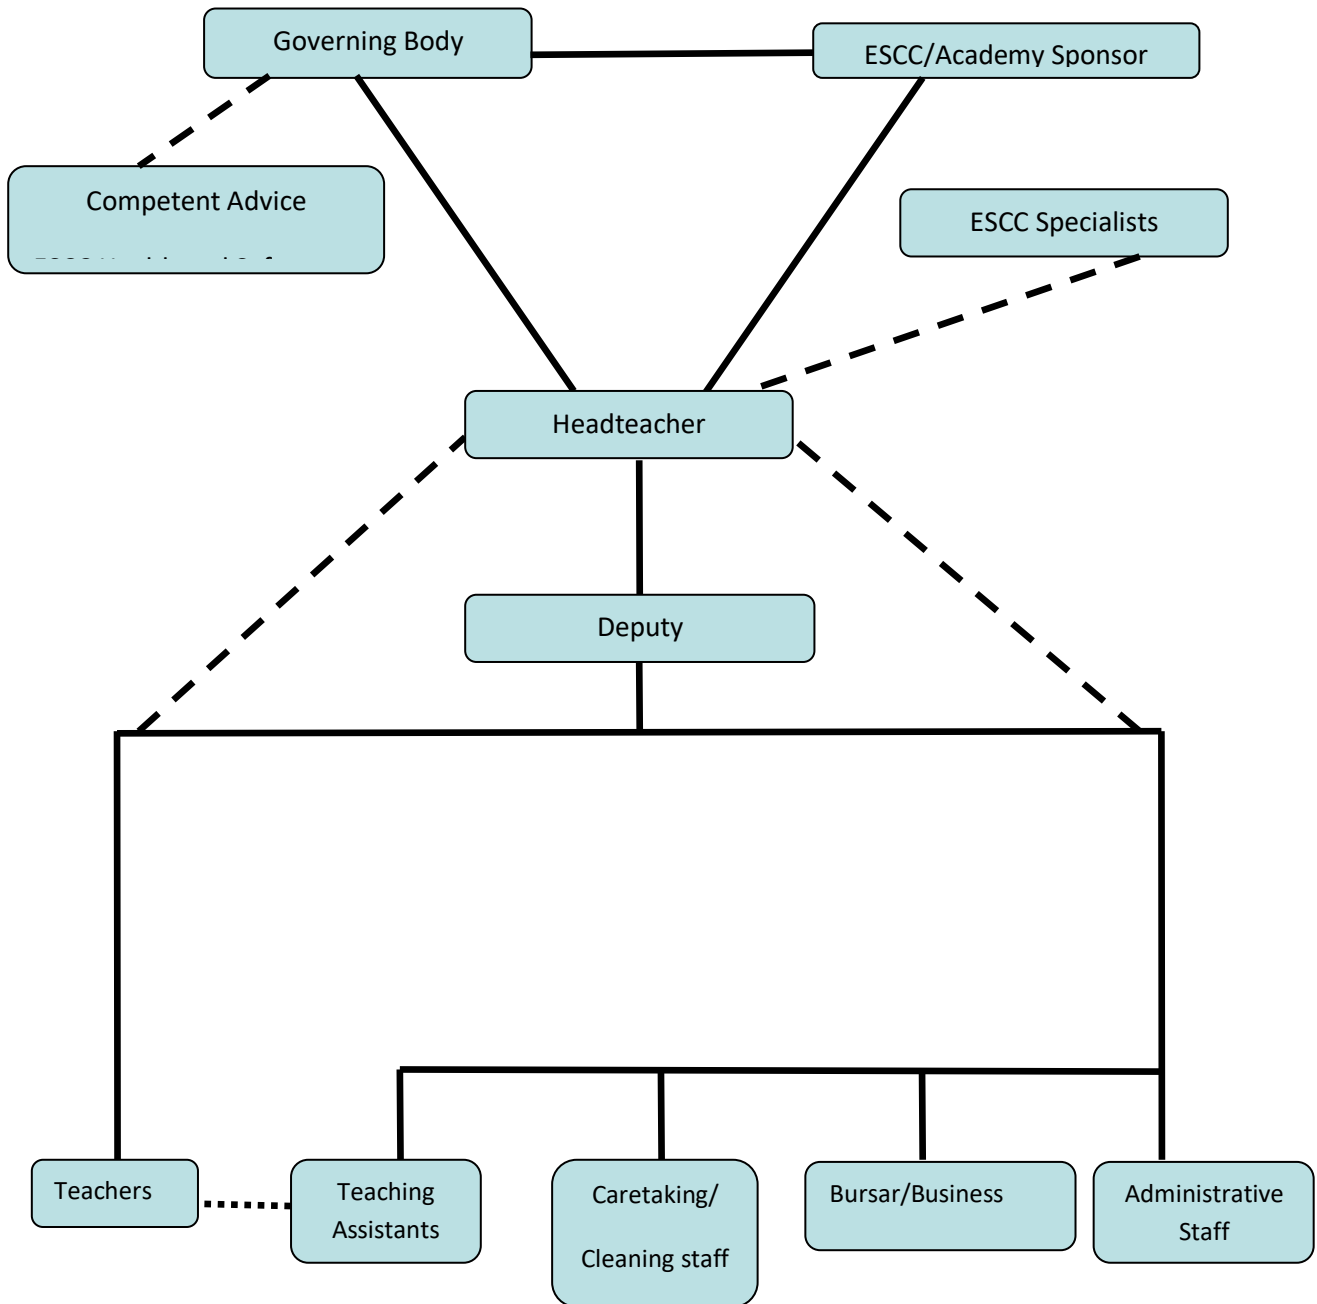 Governing Body
ESCC/Academy Sponsor
Competent Advice
ESCC Specialists
Headteacher
Deputy
Teachers
Teaching
Assistants
Caretaking/
Cleaning staff
Bursar/Business
Administrative
Staff